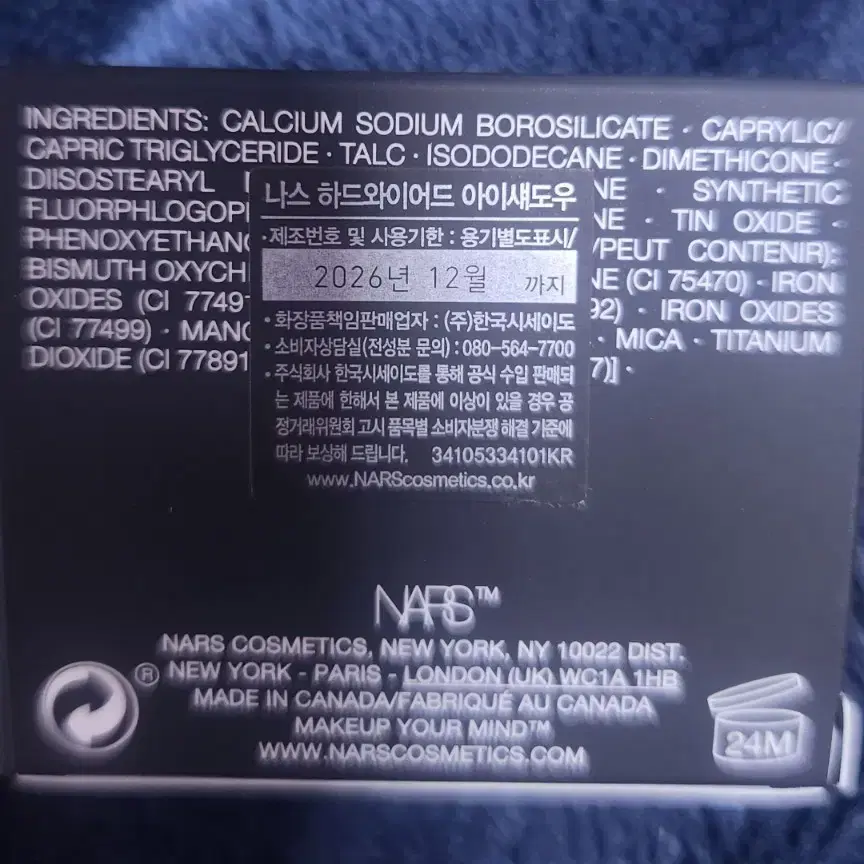 INGREDIENTS: CALCIUM SODIUM BOROSILICATE · CAPRYLIC/
CAPRIC TRIGLYCERIDE · TALC · ISODODECANE · DIMETHICONE ·
DIISOSTEARYL NE · SYNTHETIC
FLUORPHLOGOPI NE · TIN OXIDE ·
PHENOXYETHANO /PEUT CONTENIR):
BISMUTH OXYCH NE (CI 75470) · IRON
OXIDES (CI 7749 92) · IRON OXIDES
(CI 77499) · MANG · MICA · TITANIUM
DIOXIDE (CI 77891 7)] ·
나스 하드와이어드 아이섀도우
·제조번호 및 사용기한 : 용기별도표시/
2026년 12월 까지
·화장품책임판매업자 : (주)한국시세이도
·소비자상담실(전성분 문의) : 080-564-7700
·주식회사 한국시세이도를 통해 공식 수입 판매되
는 제품에 한해서 본 제품에 이상이 있을 경우 공
정거래위원회 고시 품목별 소비자분쟁 해결 기준에
따라 보상해 드립니다. 34105334101KR
www.NARScosmetics.co.kr
NARS™
NARS COSMETICS, NEW YORK, NY 10022 DIST.
® NEW YORK - PARIS - LONDON (UK) WC1A 1HB
MADE IN CANADA/FABRIQUÉ AU CANADA
MAKEUP YOUR MIND™
WWW.NARSCOSMETICS.COM
24M